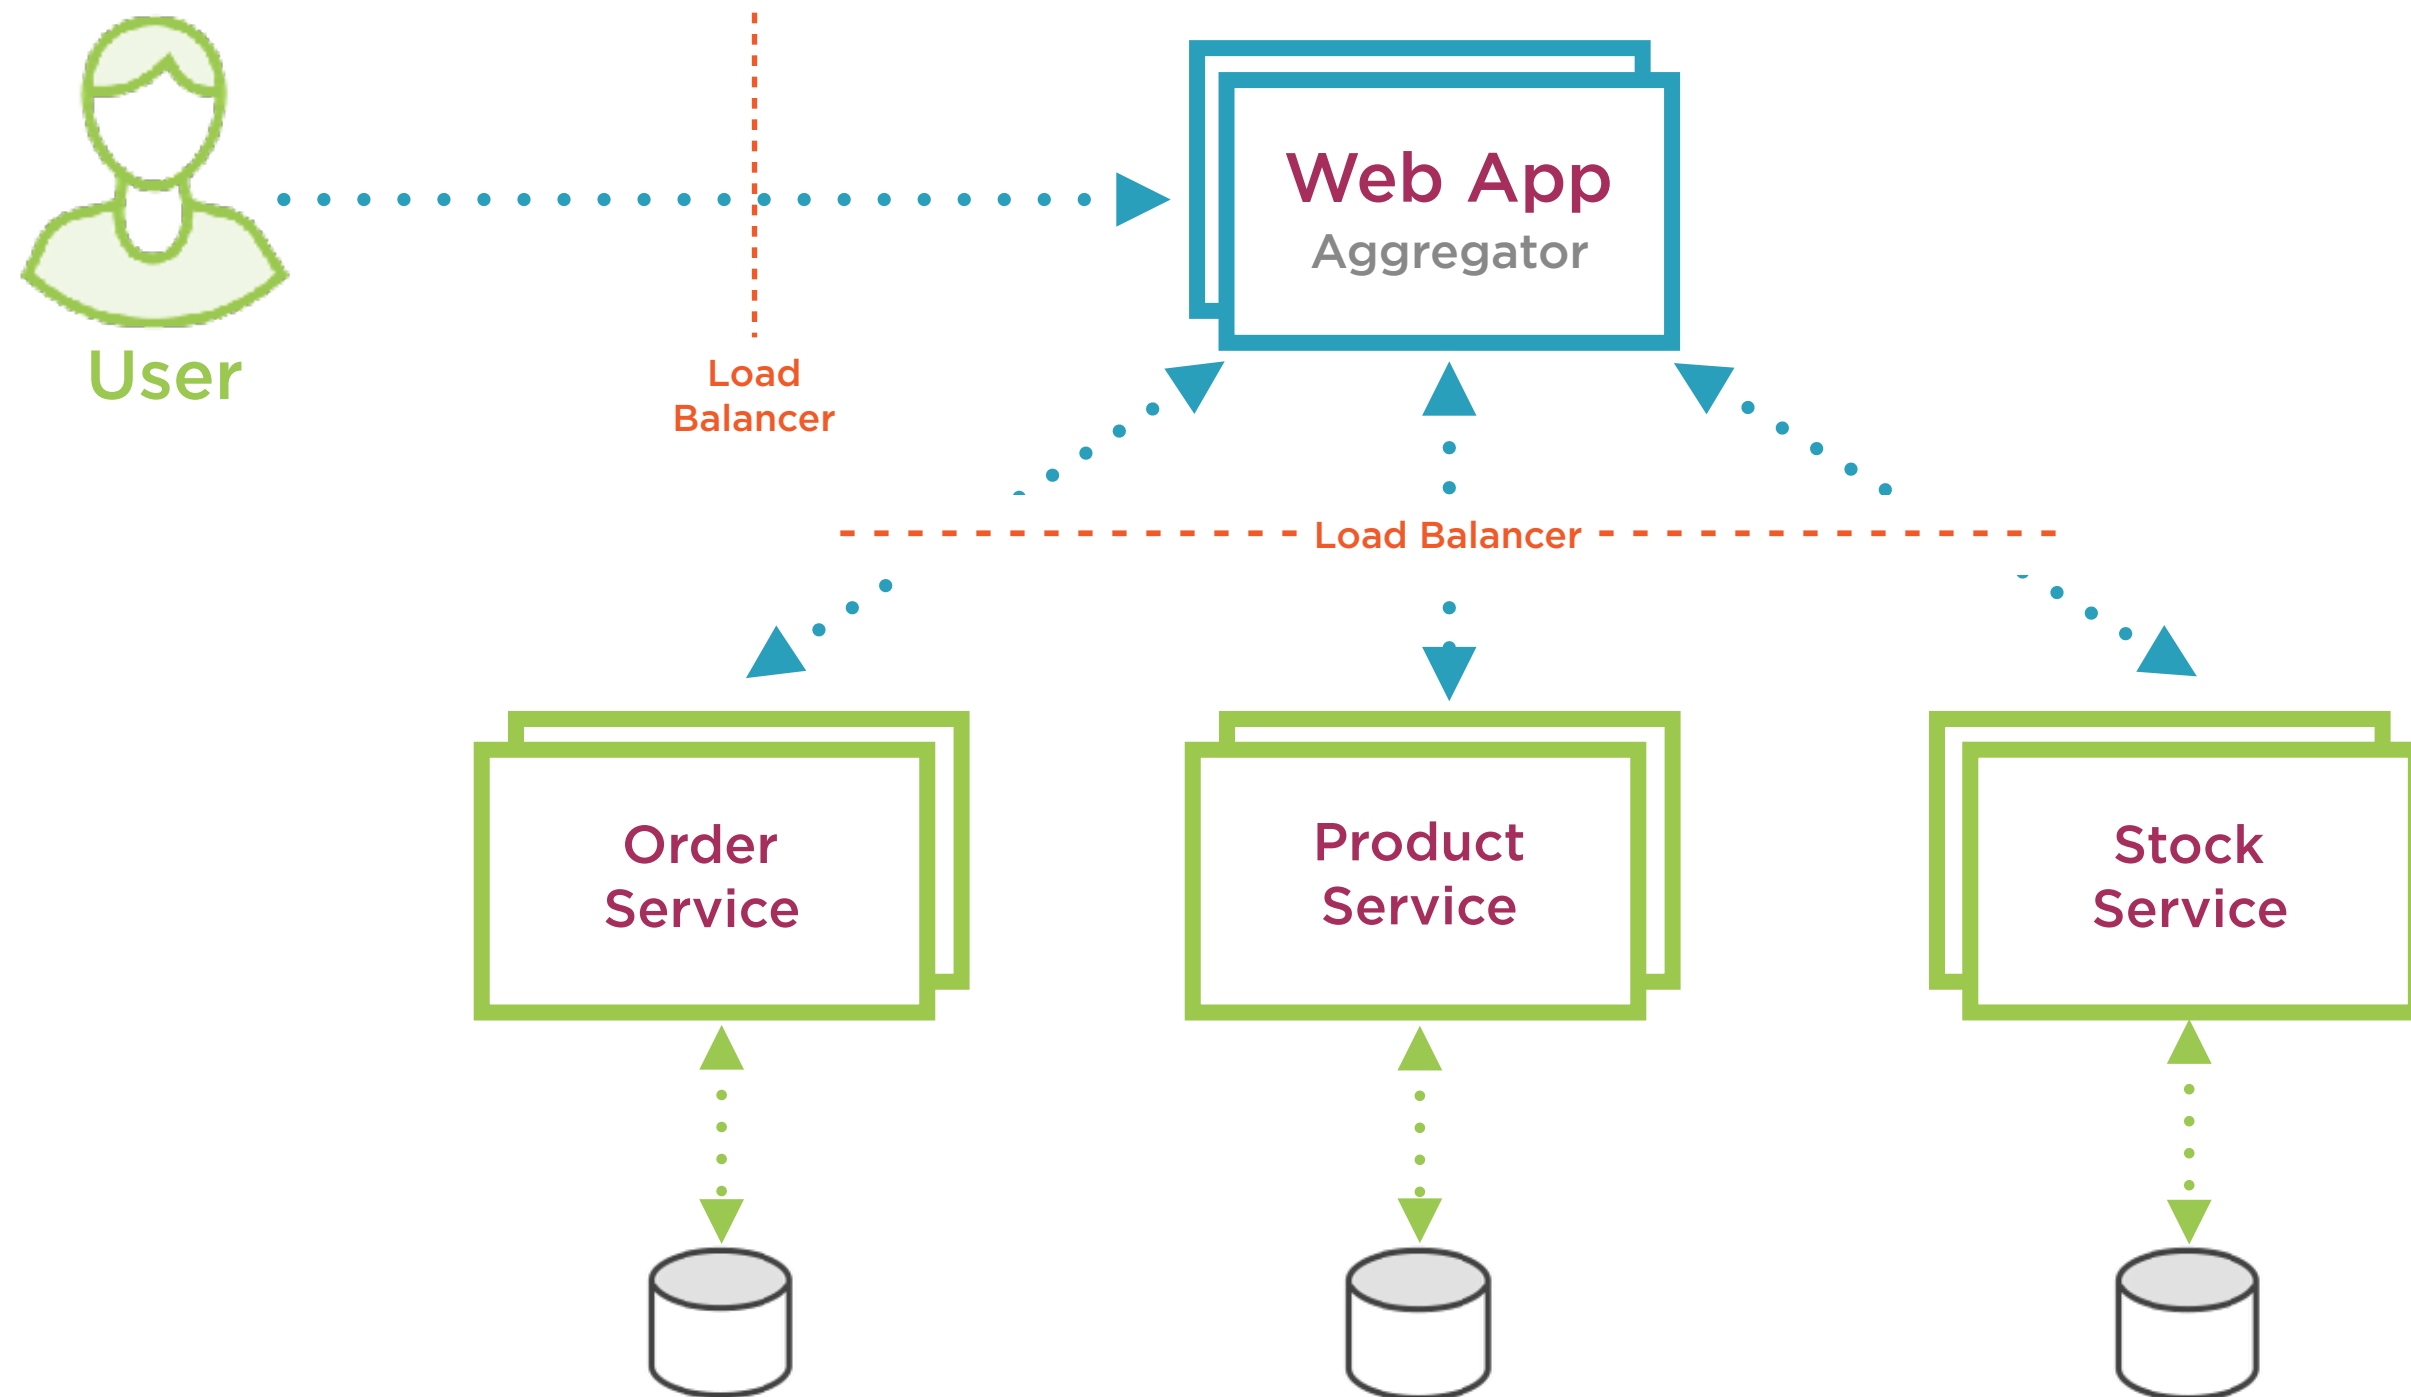 Web App
Aggregator
User
Load
Balancer
Load Balancer
Order
Service
Product
Service
Stock
Service